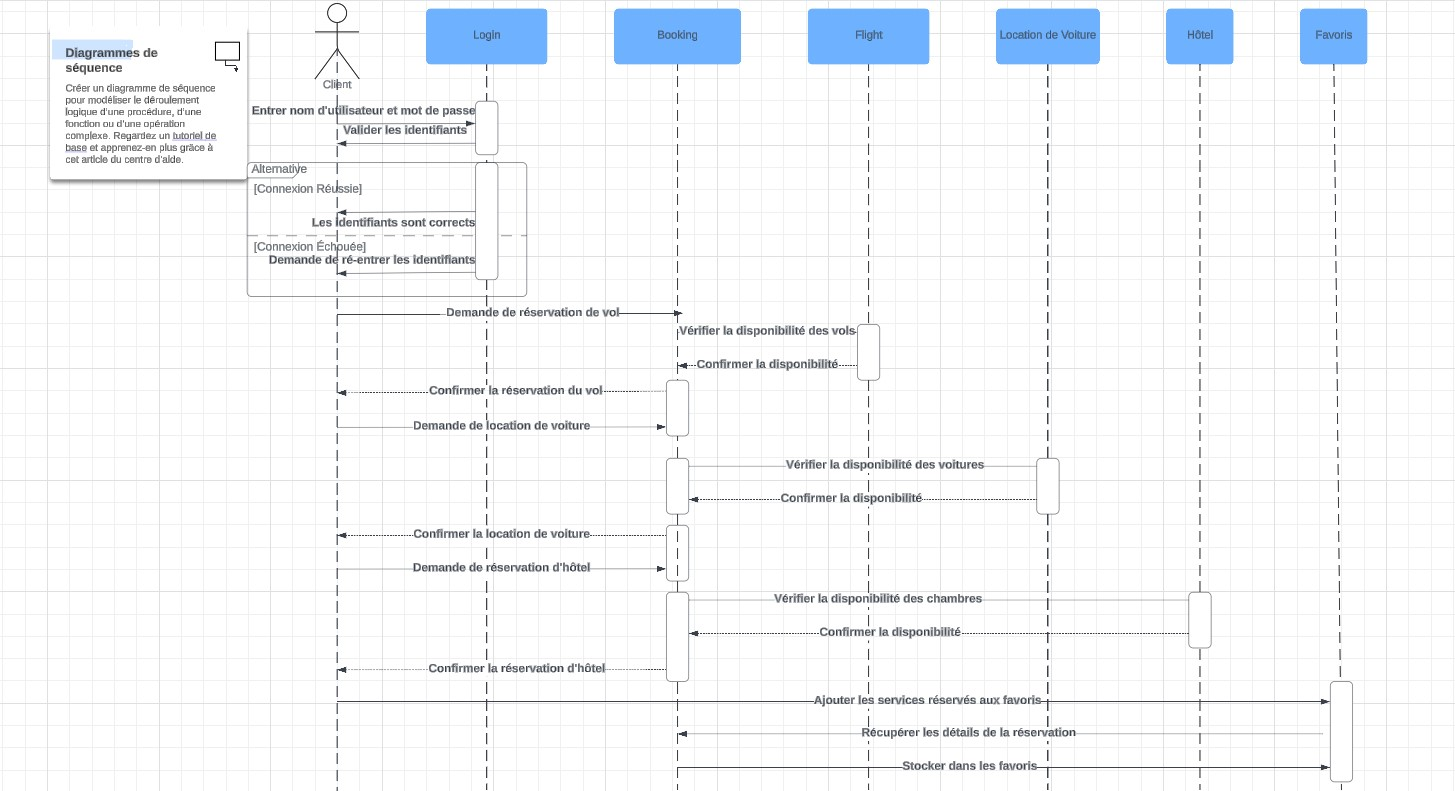 Login
Booking
Flight
Location de Voiture
Hôtel
Favoris
Diagrammes de
séquence
Créer un diagramme de séquence
pour modéliser le déroulement
logique d'une procédure, d'une
fonction ou d'une opération
complexe. Regardez un tutoriel de
base et apprenez-en plus grâce à
cet article du centre d'aide.
Client
Entrer nom d'utilisateur et mot de passe
Valider les identifiants
Alternative
[Connexion Réussie]
Les identifiants sont corrects
[Connexion Échouée]
Demande de ré-entrer les identifiants
Demande de réservation de vol
Vérifier la disponibilité des vols
Confirmer la disponibilité
Confirmer la réservation du vol
Demande de location de voiture
Vérifier la disponibilité des voitures
Confirmer la disponibilité
Confirmer la location de voiture
Demande de réservation d'hôtel
Vérifier la disponibilité des chambres
Confirmer la disponibilité
Confirmer la réservation d'hôtel
Ajouter les services réservés aux favoris
Récupérer les détails de la réservation
Stocker dans les favoris